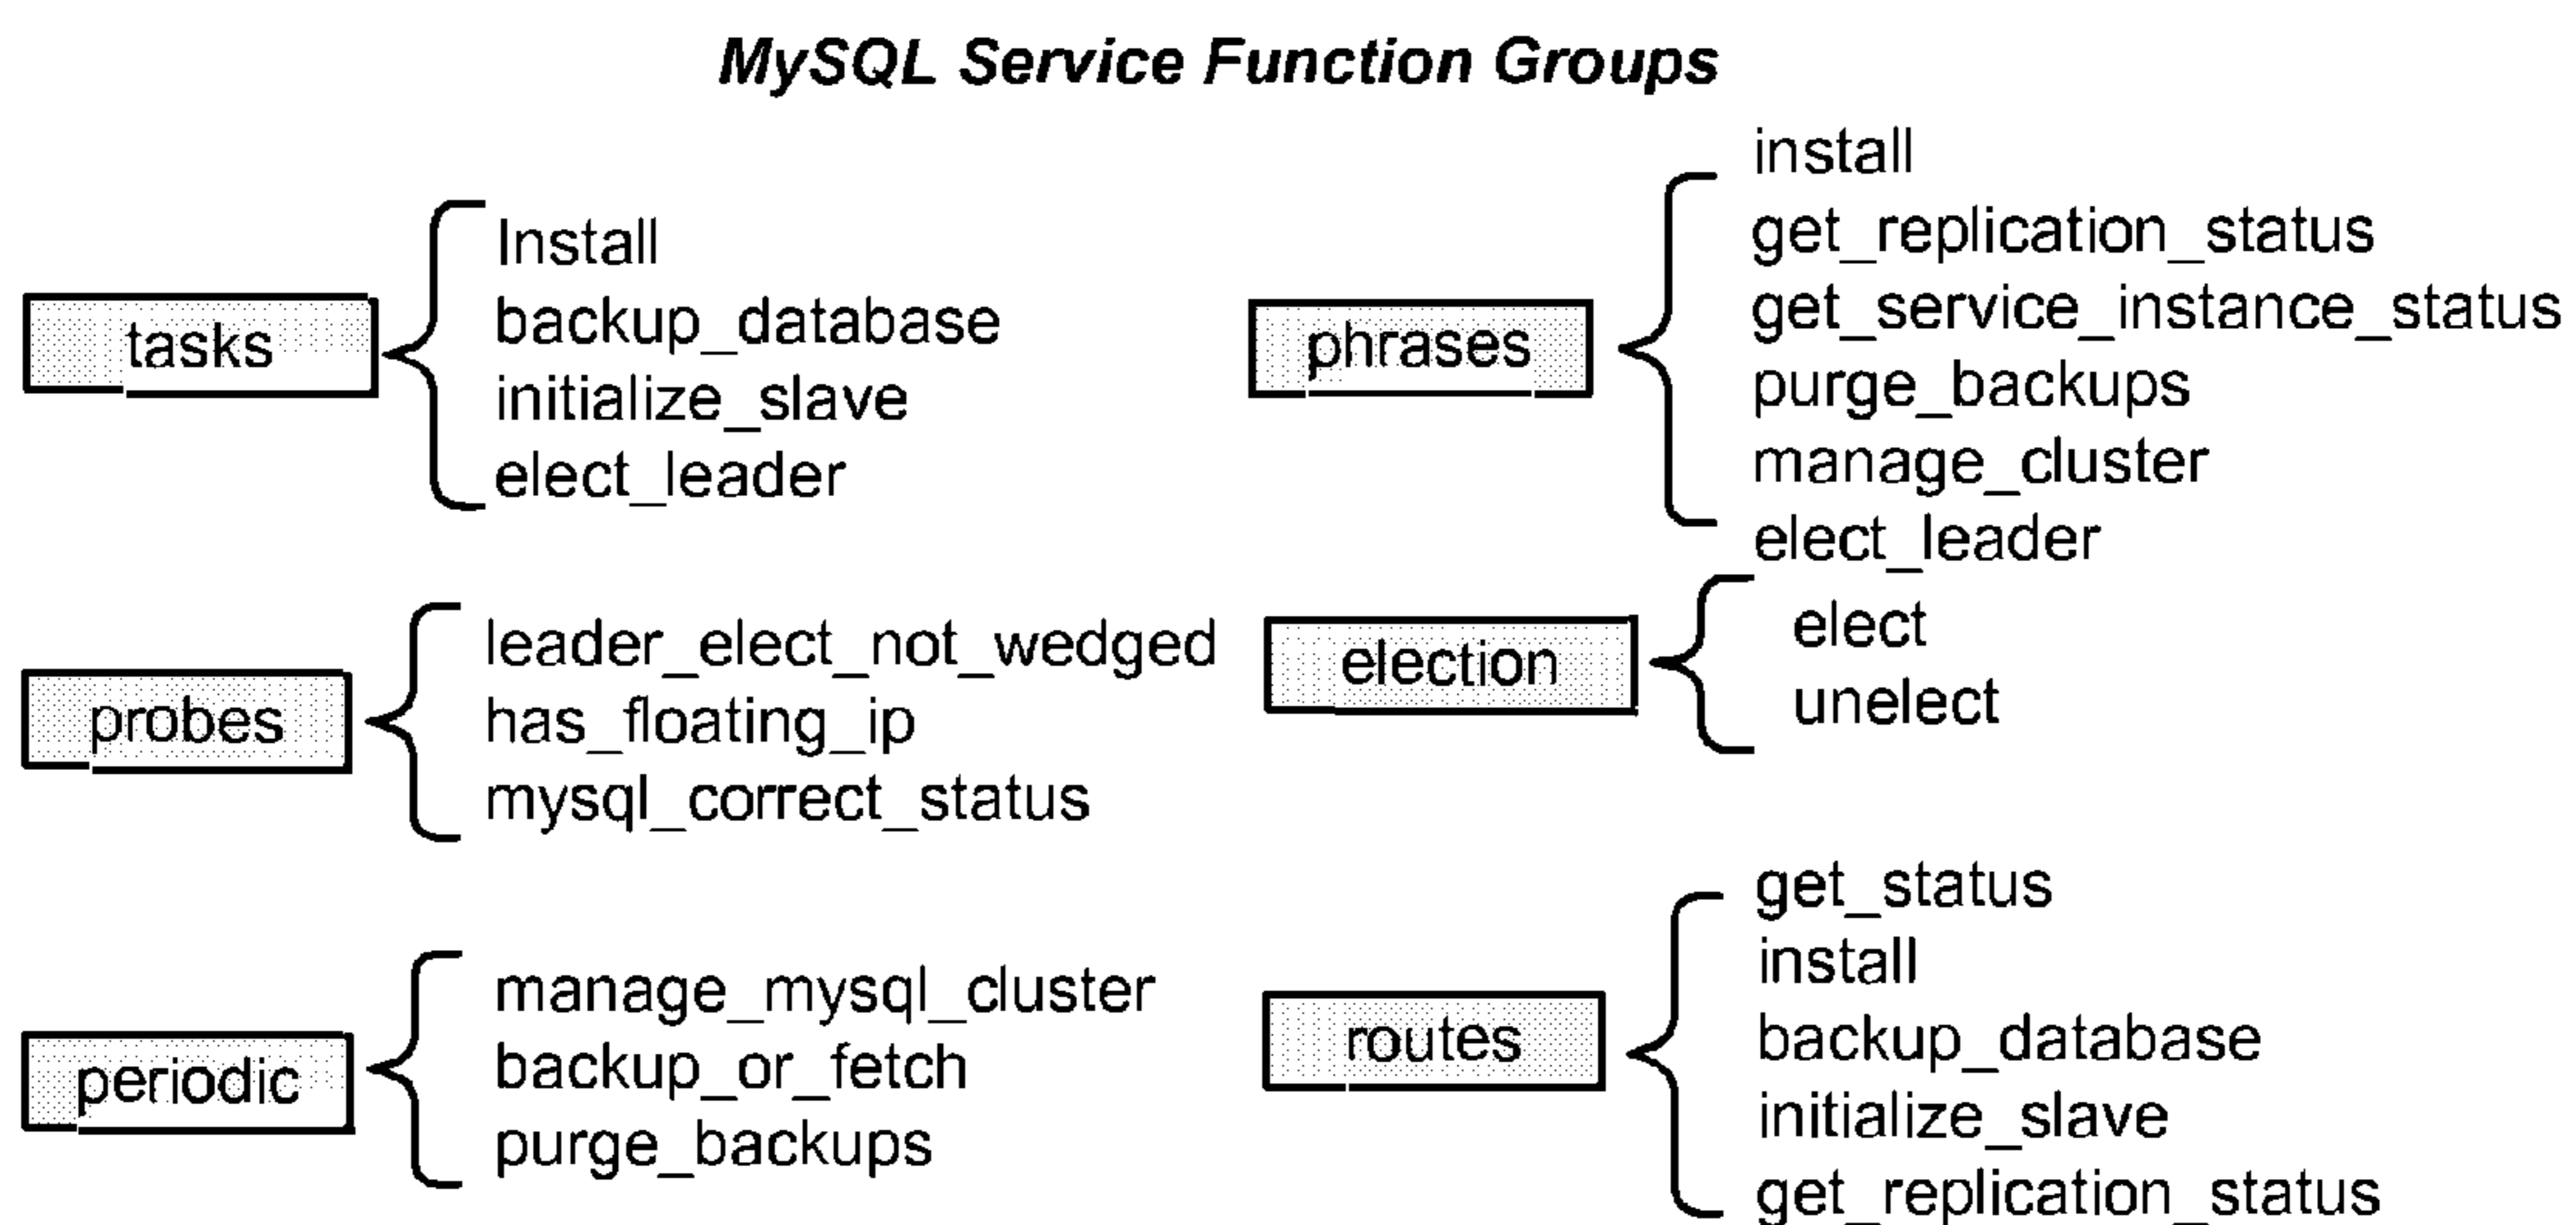 MySQL Service Function Groups
tasks
Install
backup_database
initialize_slave
elect_leader
phrases
install
get_replication_status
get_service_instance_status
purge_backups
manage_cluster
elect_leader
probes
leader_elect_not_wedged
has_floating_ip
mysql_correct_status
election
elect
unelect
periodic
manage_mysql_cluster
backup_or_fetch
purge_backups
routes
get_status
install
backup_database
initialize_slave
get_replication_status